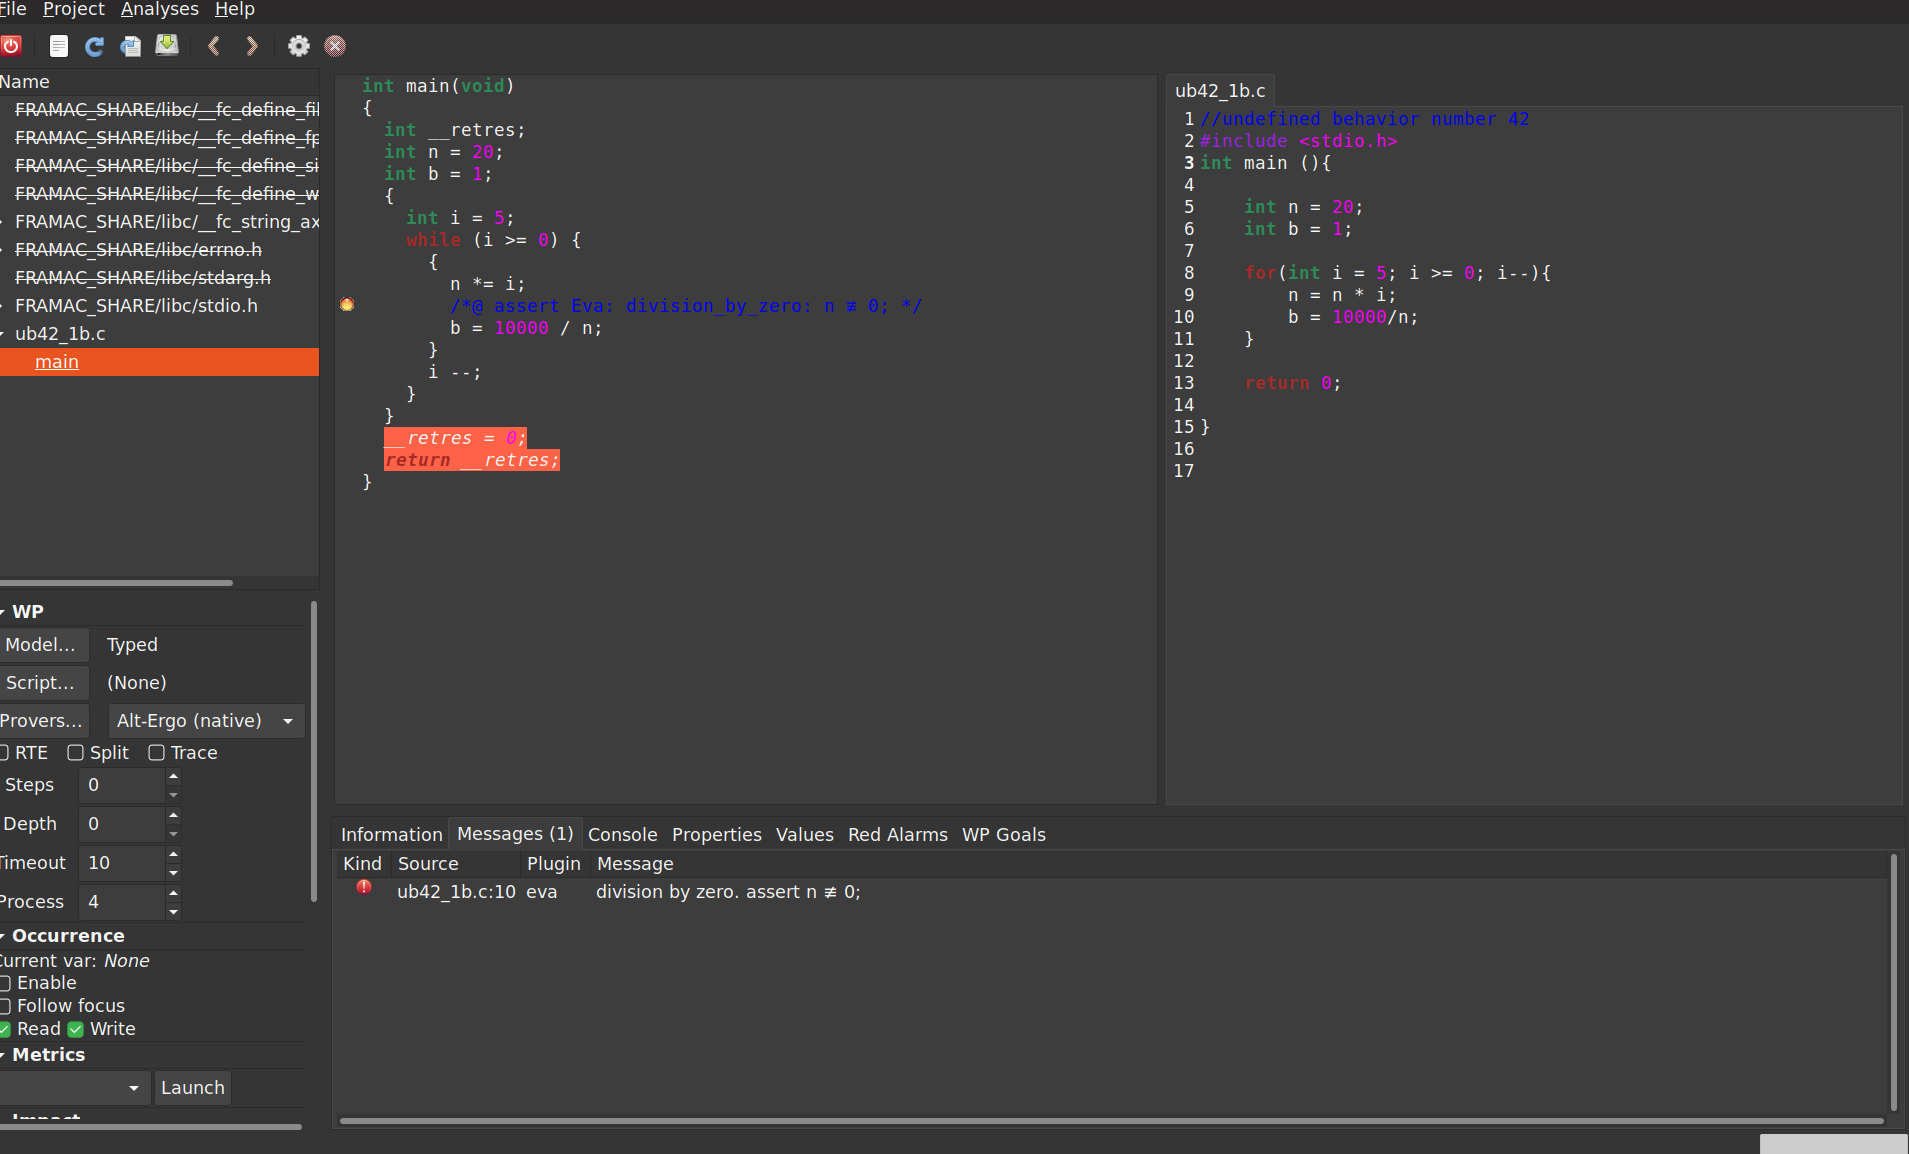 File Project Analyses Help
Name
FRAMAC_SHARE/libc/__fc_define_fil
FRAMAC_SHARE/libc/__fc_define_fp
FRAMAC_SHARE/libc/__fc_define_si
FRAMAC_SHARE/libc/__fc_define_w
FRAMAC_SHARE/libc/__fc_string_ax
FRAMAC_SHARE/libc/errno.h
FRAMAC_SHARE/libc/stdarg.h
FRAMAC_SHARE/libc/stdio.h
ub42_1b.c
main
WP
Model... Typed
Script... (None)
Provers... Alt-Ergo (native)
RTE Split Trace
Steps 0
Depth 0
Timeout 10
Process 4
Occurrence
Current var: None
Enable
Follow focus
Read Write
Metrics
Launch
Impact
int main(void)
{
int __retres;
int n = 20;
int b = 1;
{
int i = 5;
while (i >= 0) {
{
n *= i;
/*@ assert Eva: division_by_zero: n ≢ 0; */
b = 10000 / n;
}
i --;
}
}
__retres = 0;
return __retres;
}
ub42_1b.c
1 //undefined behavior number 42
2 #include <stdio.h>
3 int main (){
4
5 int n = 20;
6 int b = 1;
7
8 for(int i = 5; i >= 0; i--){
9 n = n * i;
10 b = 10000/n;
11 }
12
13 return 0;
14
15 }
16
17
Information Messages (1) Console Properties Values Red Alarms WP Goals
Kind Source Plugin Message
ub42_1b.c:10 eva division by zero. assert n ≢ 0;